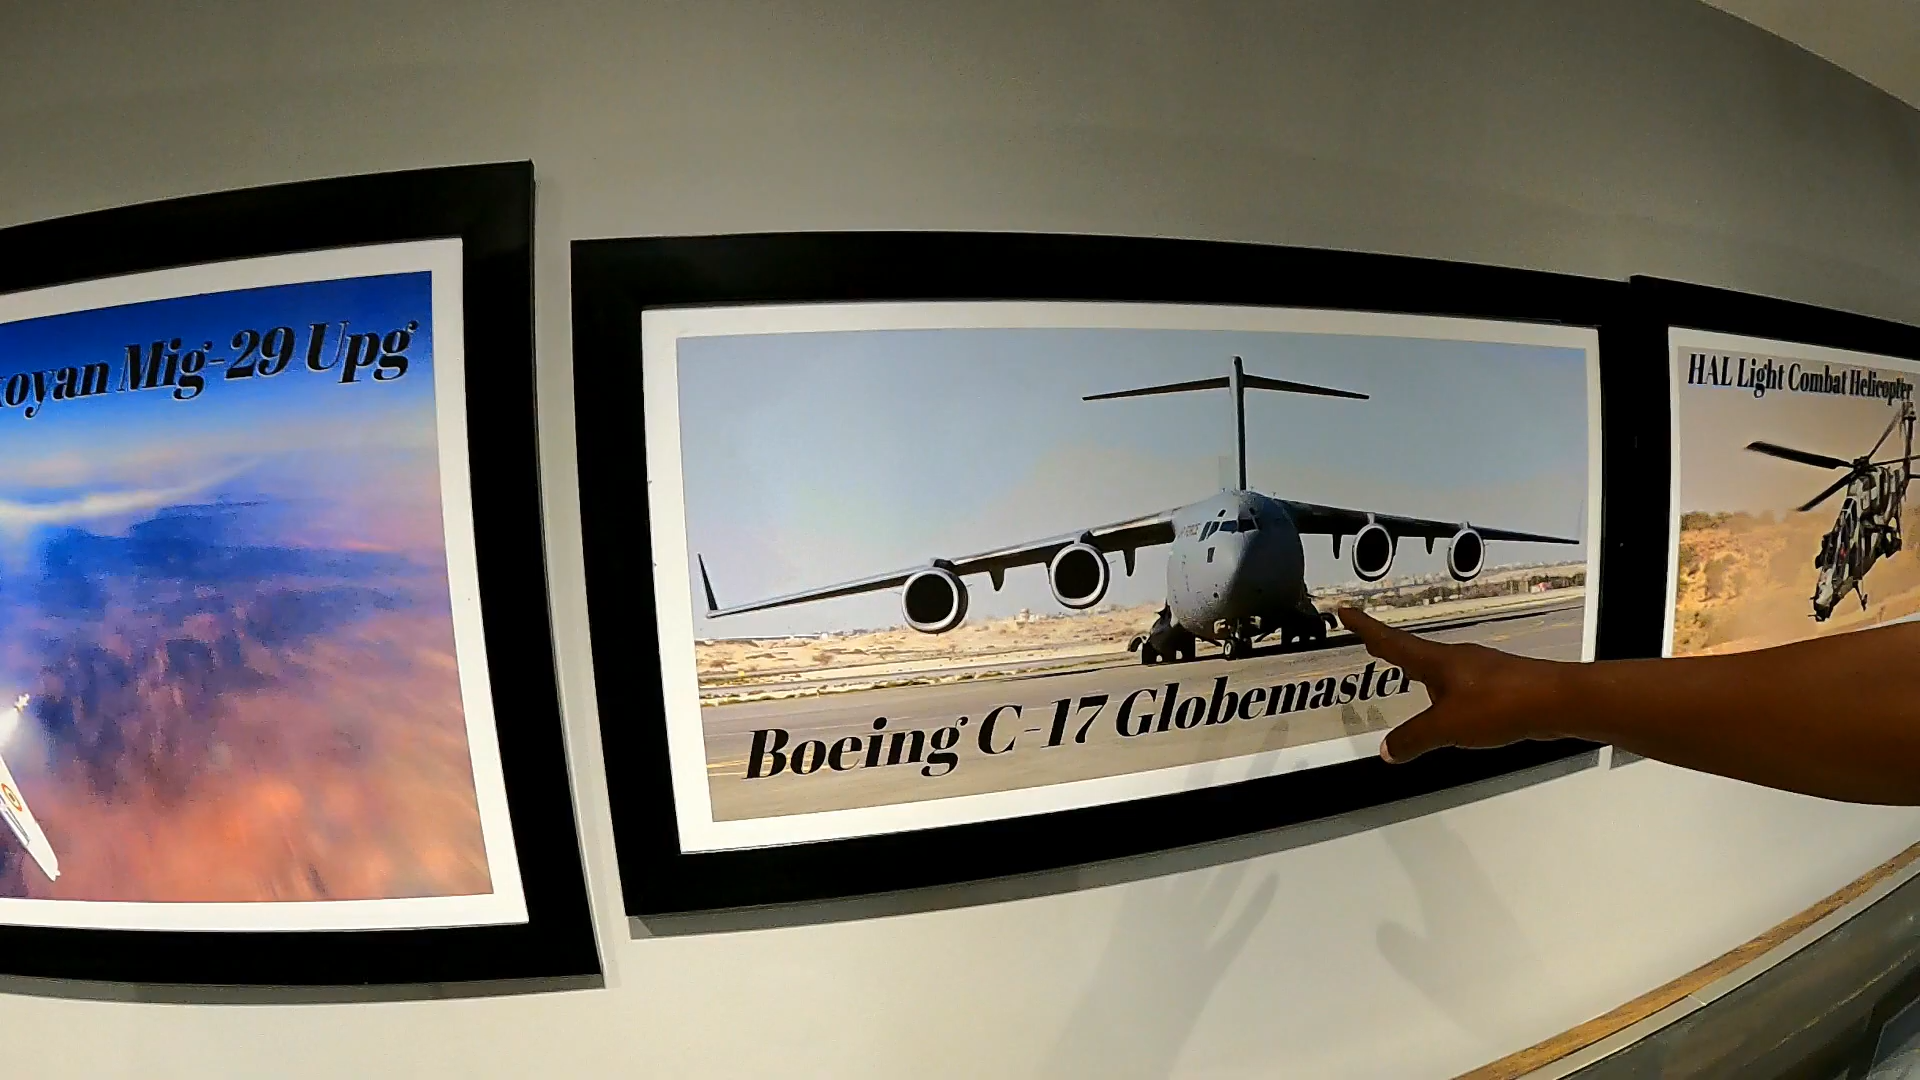 oyan Mig-29 Upg
Boeing C-17 Globemaster
HAL Light Combat Helicopter